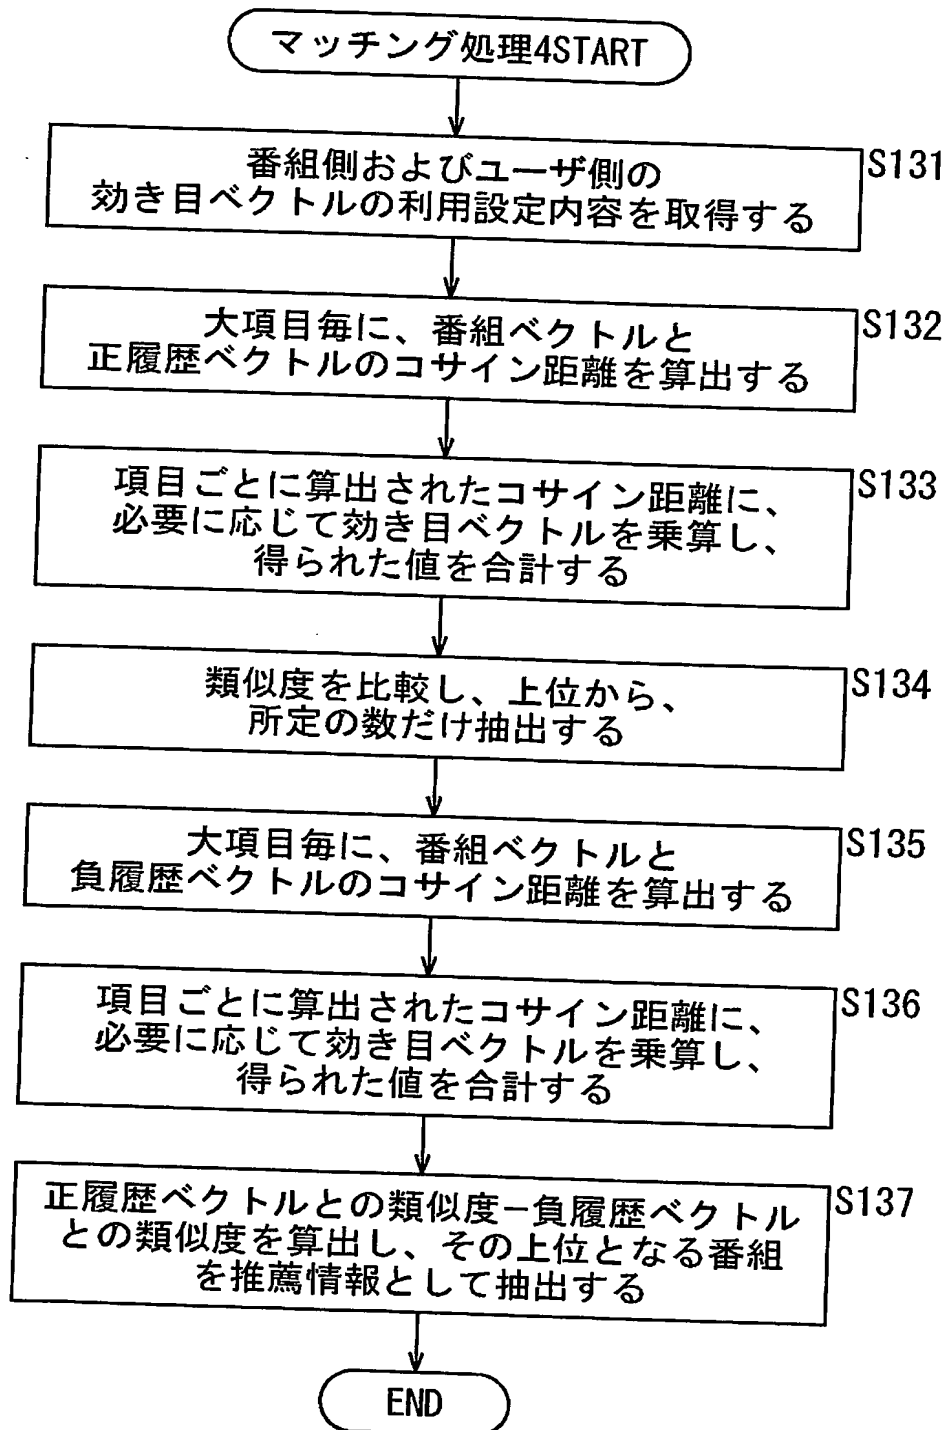 マッチング処理4START
番組側およびユーザ側の
効き目ベクトルの利用設定内容を取得する
S131
大項目毎に、番組ベクトルと
正履歴ベクトルのコサイン距離を算出する
S132
項目ごとに算出されたコサイン距離に、
必要に応じて効き目ベクトルを乗算し、
得られた値を合計する
S133
類似度を比較し、上位から、
所定の数だけ抽出する
S134
大項目毎に、番組ベクトルと
負履歴ベクトルのコサイン距離を算出する
S135
項目ごとに算出されたコサイン距離に、
必要に応じて効き目ベクトルを乗算し、
得られた値を合計する
S136
正履歴ベクトルとの類似度−負履歴ベクトル
との類似度を算出し、その上位となる番組
を推薦情報として抽出する
S137
END